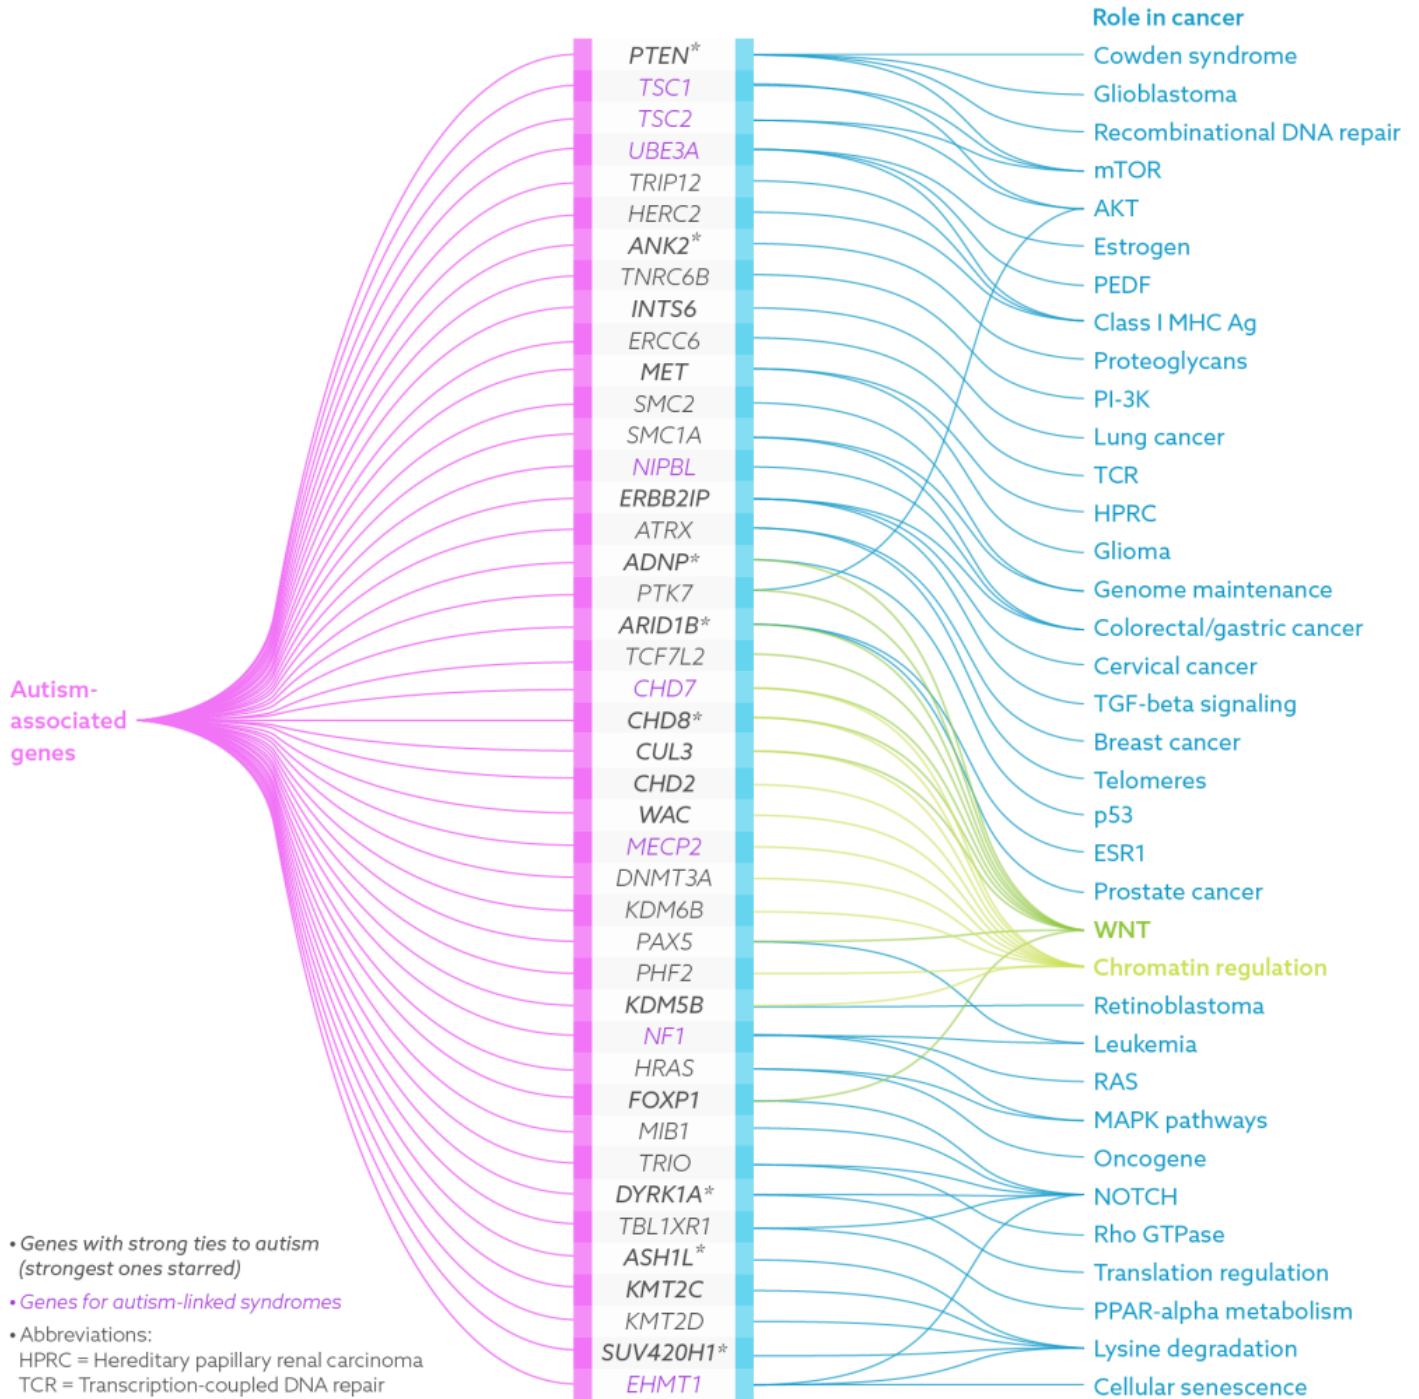 Role in cancer
PTEN*
TSC1
TSC2
UBE3A
TRIP12
HERC2
ANK2*
TNRC6B
INTS6
ERCC6
MET
SMC2
SMC1A
NIPBL
ERBB2IP
ATRX
ADNP*
PTK7
ARID1B*
TCF7L2
CHD7
CHD8*
CUL3
CHD2
WAC
MECP2
DNMT3A
KDM6B
PAX5
PHF2
KDM5B
NF1
HRAS
FOXP1
MIB1
TRIO
DYRK1A*
TBL1XR1
ASH1L*
KMT2C
KMT2D
SUV420H1*
EHMT1
Cowden syndrome
Glioblastoma
Recombinational DNA repair
mTOR
AKT
Estrogen
PEDF
Class I MHC Ag
Proteoglycans
PI-3K
Lung cancer
TCR
HPRC
Glioma
Genome maintenance
Colorectal/gastric cancer
Cervical cancer
TGF-beta signaling
Breast cancer
Telomeres
p53
ESR1
Prostate cancer
WNT
Chromatin regulation
Retinoblastoma
Leukemia
RAS
MAPK pathways
Oncogene
NOTCH
Rho GTPase
Translation regulation
PPAR-alpha metabolism
Lysine degradation
Cellular senescence
Autism-
associated
genes
• Genes with strong ties to autism
(strongest ones starred)
• Genes for autism-linked syndromes
• Abbreviations:
HPRC = Hereditary papillary renal carcinoma
TCR = Transcription-coupled DNA repair